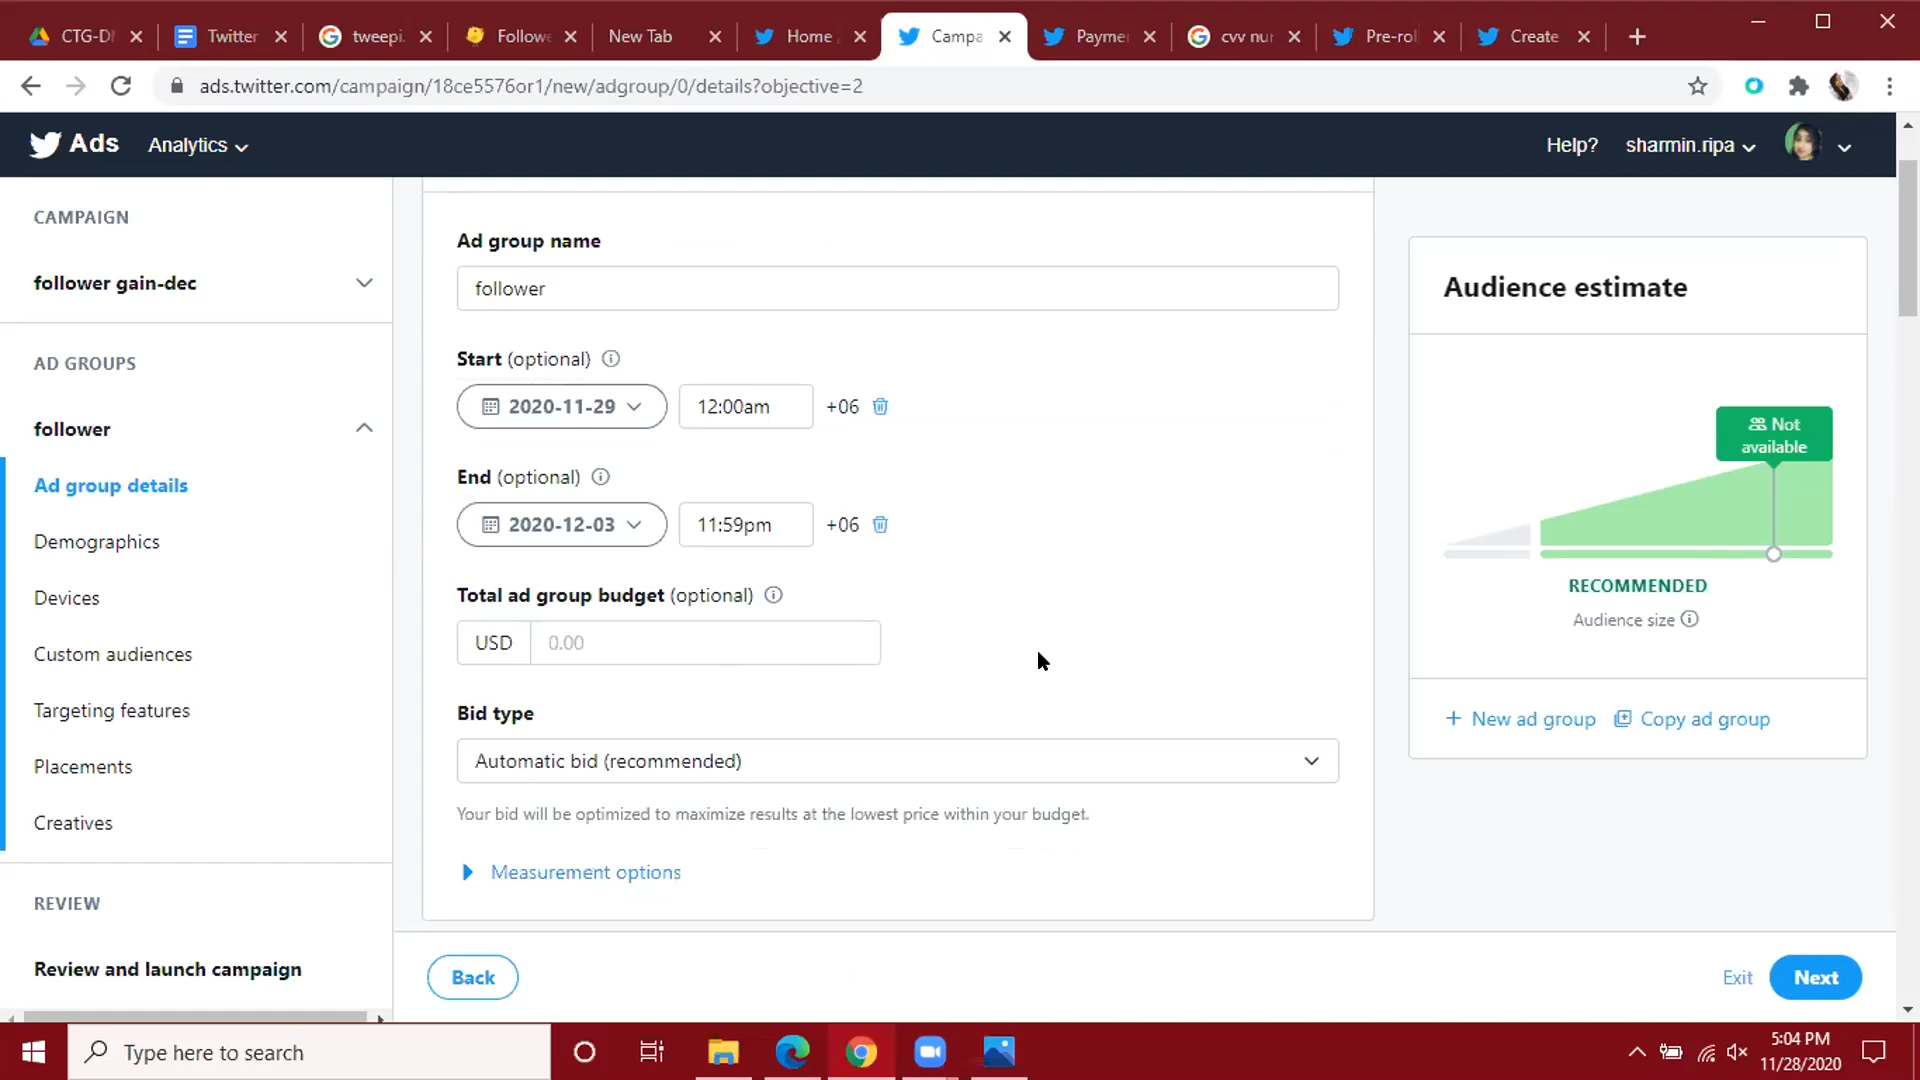 CTG-D
Twitter
tweepi.
Follow
New Tab
Home
Campa
Payme
cvv nu
Pre-rol
Create
ads.twitter.com/campaign/18ce5576or1/new/adgroup/0/details?objective=2
Ads
Analytics
Help?
sharmin.ripa
CAMPAIGN
follower gain-dec
AD GROUPS
follower
Ad group details
Demographics
Devices
Custom audiences
Targeting features
Placements
Creatives
REVIEW
Review and launch campaign
Ad group name
follower
Start (optional)
2020-11-29
12:00am
+06
End (optional)
2020-12-03
11:59pm
+06
Total ad group budget (optional)
USD
0.00
Bid type
Automatic bid (recommended)
Your bid will be optimized to maximize results at the lowest price within your budget.
Measurement options
Audience estimate
Not
available
RECOMMENDED
Audience size
New ad group
Copy ad group
Back
Exit
Next
Type here to search
5:04 PM
11/28/2020